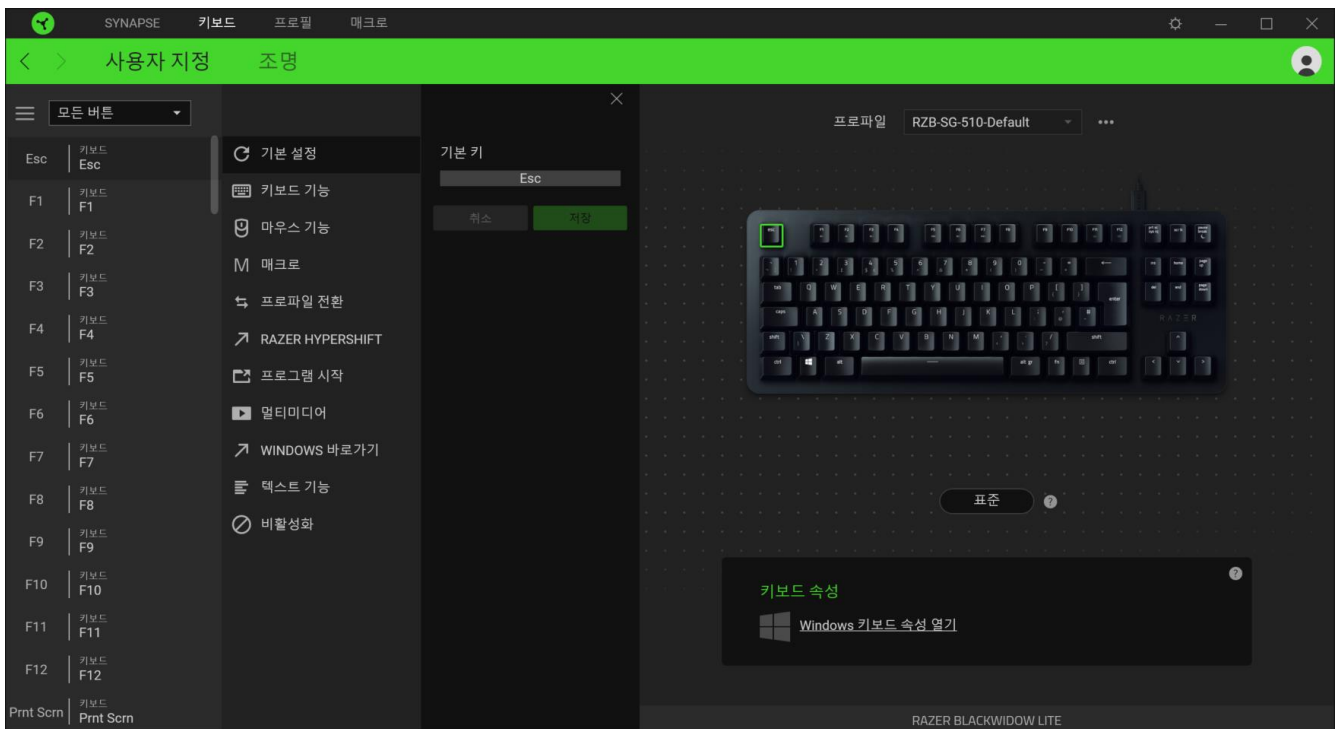 SYNAPSE 키보드 프로필 매크로
사용자 지정 조명
모든 버튼
Esc 키보드 Esc
F1 키보드 F1
F2 키보드 F2
F3 키보드 F3
F4 키보드 F4
F5 키보드 F5
F6 키보드 F6
F7 키보드 F7
F8 키보드 F8
F9 키보드 F9
F10 키보드 F10
F11 키보드 F11
F12 키보드 F12
Prnt Scrn 키보드 Prnt Scrn
기본 설정
키보드 기능
마우스 기능
매크로
프로파일 전환
RAZER HYPERSHIFT
프로그램 시작
멀티미디어
WINDOWS 바로가기
텍스트 기능
비활성화
기본 키
Esc
취소 저장
프로파일 RZB-SG-510-Default
RAZER
표준
키보드 속성
Windows 키보드 속성 열기
RAZER BLACKWIDOW LITE